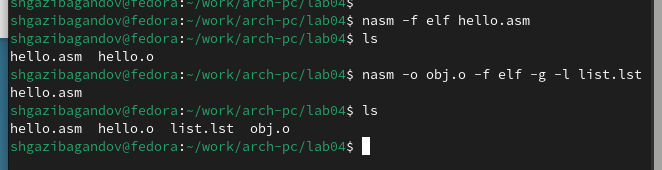 shgazibagandov@fedora:~/work/arch-pc/lab04$
shgazibagandov@fedora:~/work/arch-pc/lab04$ nasm -f elf hello.asm
shgazibagandov@fedora:~/work/arch-pc/lab04$ ls
hello.asm  hello.o
shgazibagandov@fedora:~/work/arch-pc/lab04$ nasm -o obj.o -f elf -g -l list.lst
hello.asm
shgazibagandov@fedora:~/work/arch-pc/lab04$ ls
hello.asm  hello.o  list.lst  obj.o
shgazibagandov@fedora:~/work/arch-pc/lab04$